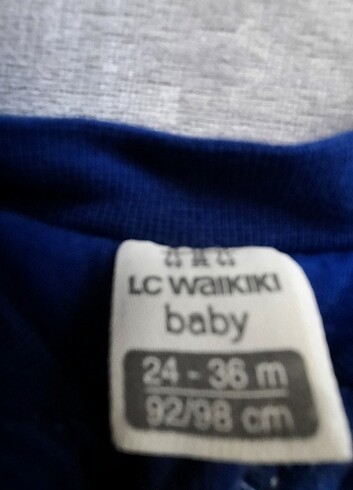 LC WAIKIKI
baby
24 - 36 m
92/98 cm